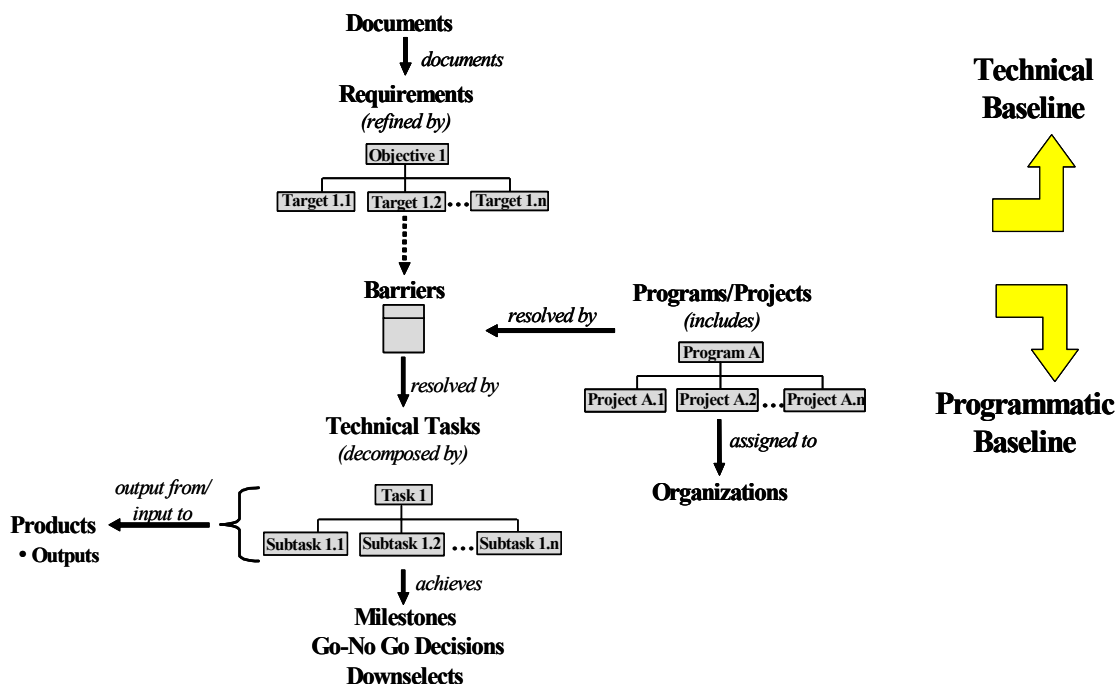 Documents
documents
Requirements
(refined by)
Objective 1
Target 1.1
Target 1.2
...
Target 1.n
Barriers
resolved by
Technical Tasks
(decomposed by)
Task 1
Subtask 1.1
Subtask 1.2
...
Subtask 1.n
achieves
Milestones
Go-No Go Decisions
Downselects
output from/
input to
Products
• Outputs
resolved by
Programs/Projects
(includes)
Program A
Project A.1
Project A.2
...
Project A.n
assigned to
Organizations
Technical
Baseline
Programmatic
Baseline